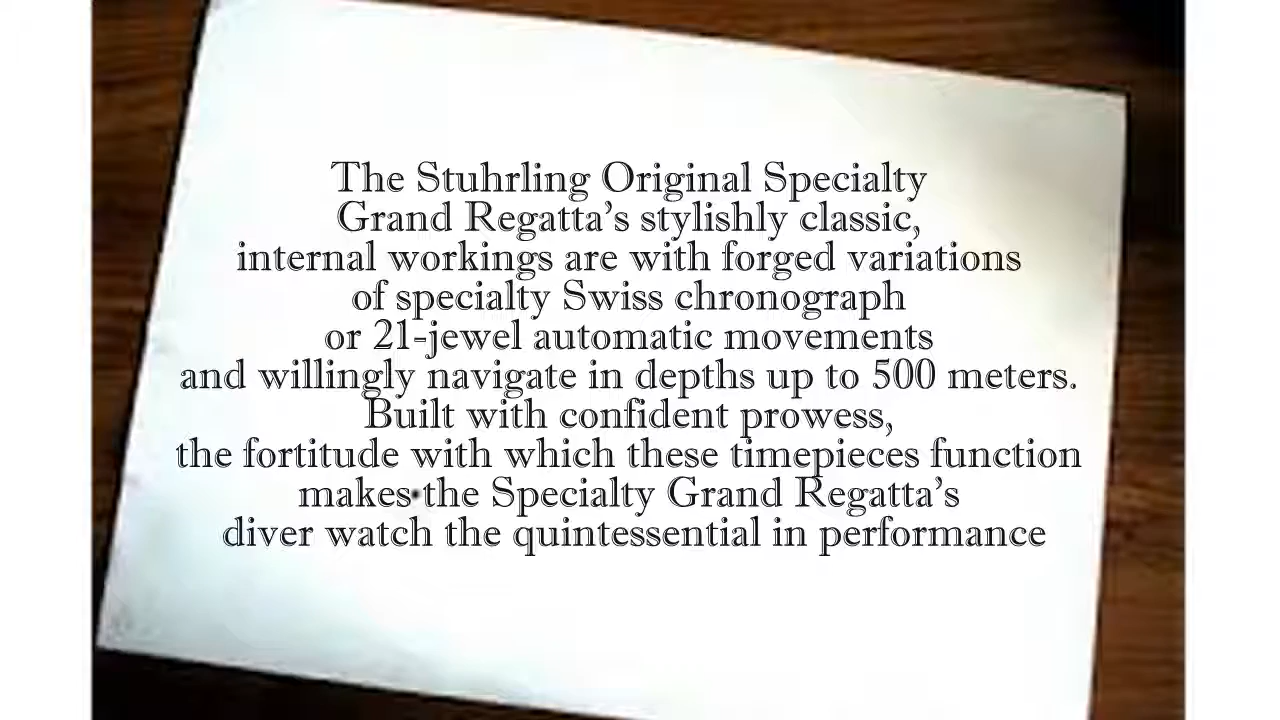 The Stuhrling Original Specialty
Grand Regatta’s stylishly classic,
internal workings are with forged variations
of specialty Swiss chronograph
or 21-jewel automatic movements
and willingly navigate in depths up to 500 meters.
Built with confident prowess,
the fortitude with which these timepieces function
makes the Specialty Grand Regatta’s
diver watch the quintessential in performance